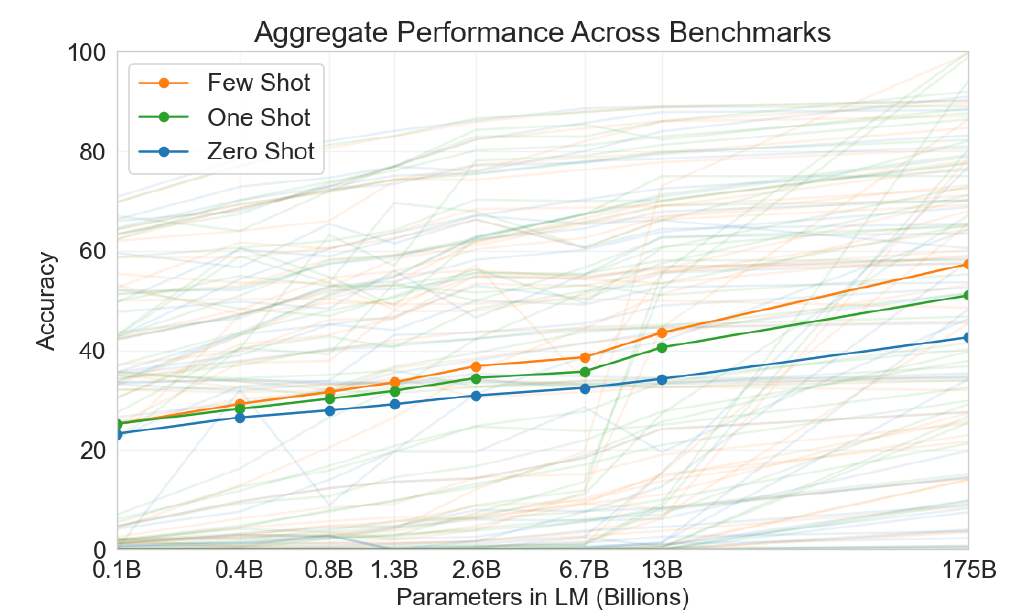 Aggregate Performance Across Benchmarks
100
80
60
40
20
0
Few Shot
One Shot
Zero Shot
Accuracy
0.1B 0.4B 0.8B 1.3B 2.6B 6.7B 13B 175B
Parameters in LM (Billions)